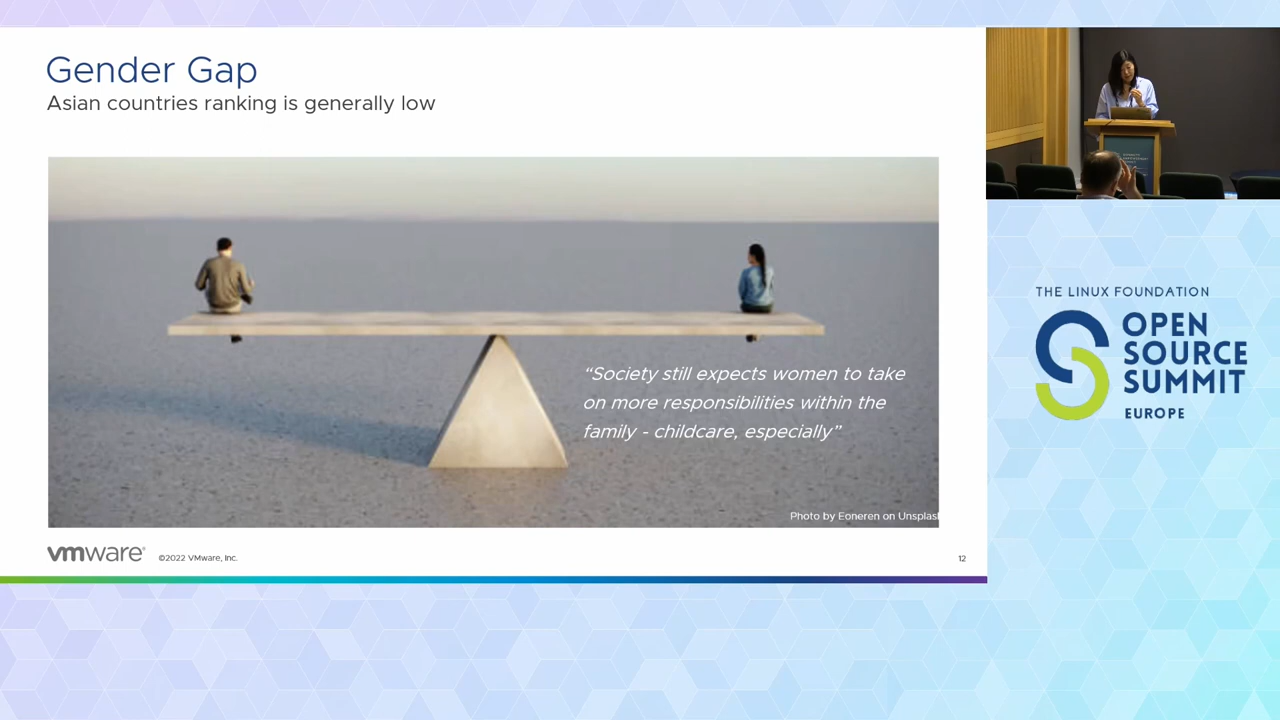 Gender Gap
Asian countries ranking is generally low
“Society still expects women to take
on more responsibilities within the
family - childcare, especially”
Photo by Eoneren on Unsplash
vmware®
©2022 VMware, Inc.
12
THE LINUX FOUNDATION
OPEN
SOURCE
SUMMIT
EUROPE